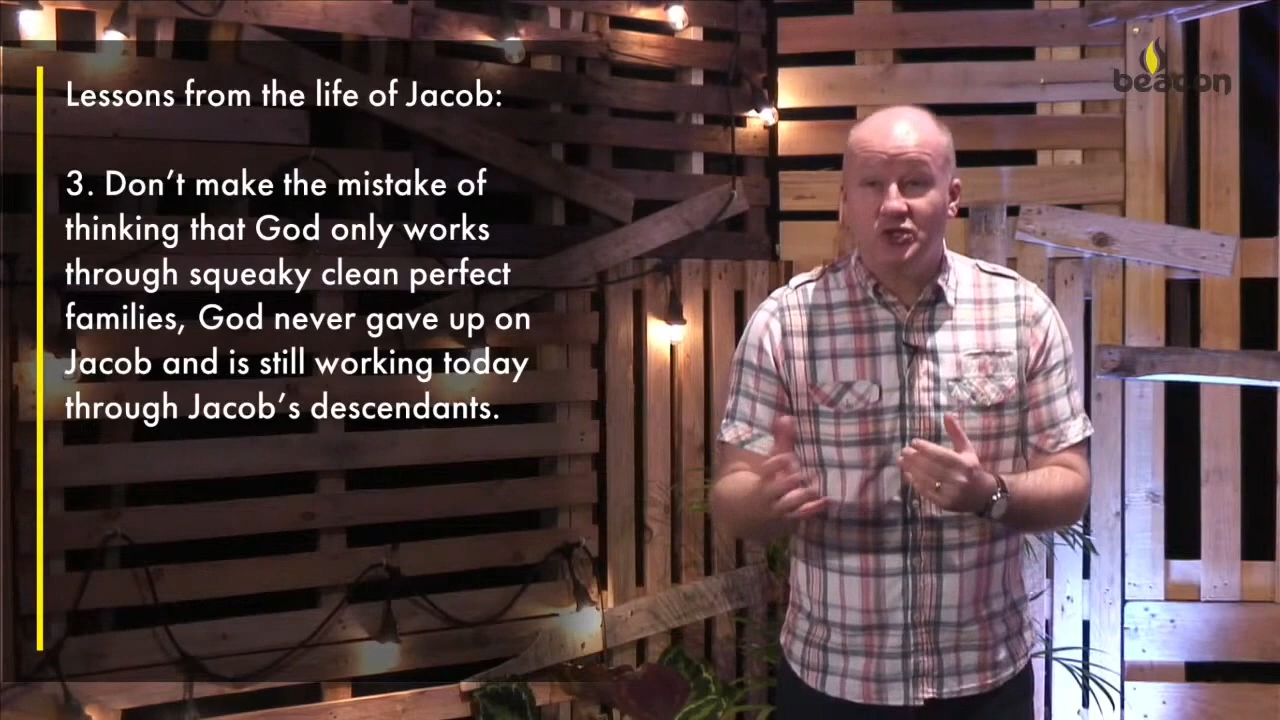 beacon
Lessons from the life of Jacob:
3. Don’t make the mistake of
thinking that God only works
through squeaky clean perfect
families, God never gave up on
Jacob and is still working today
through Jacob’s descendants.